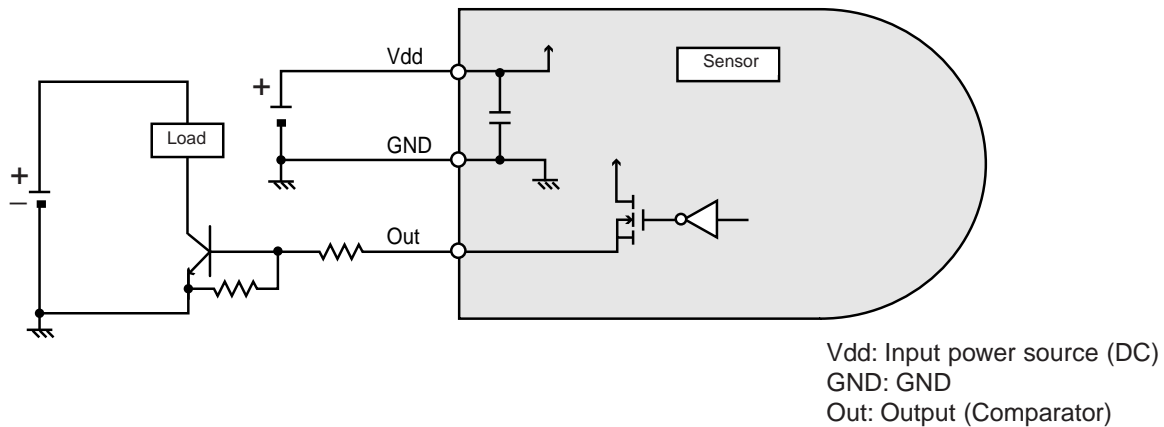 Vdd
Sensor
+
GND
Load
+
–
Out
Vdd: Input power source (DC)
GND: GND
Out: Output (Comparator)